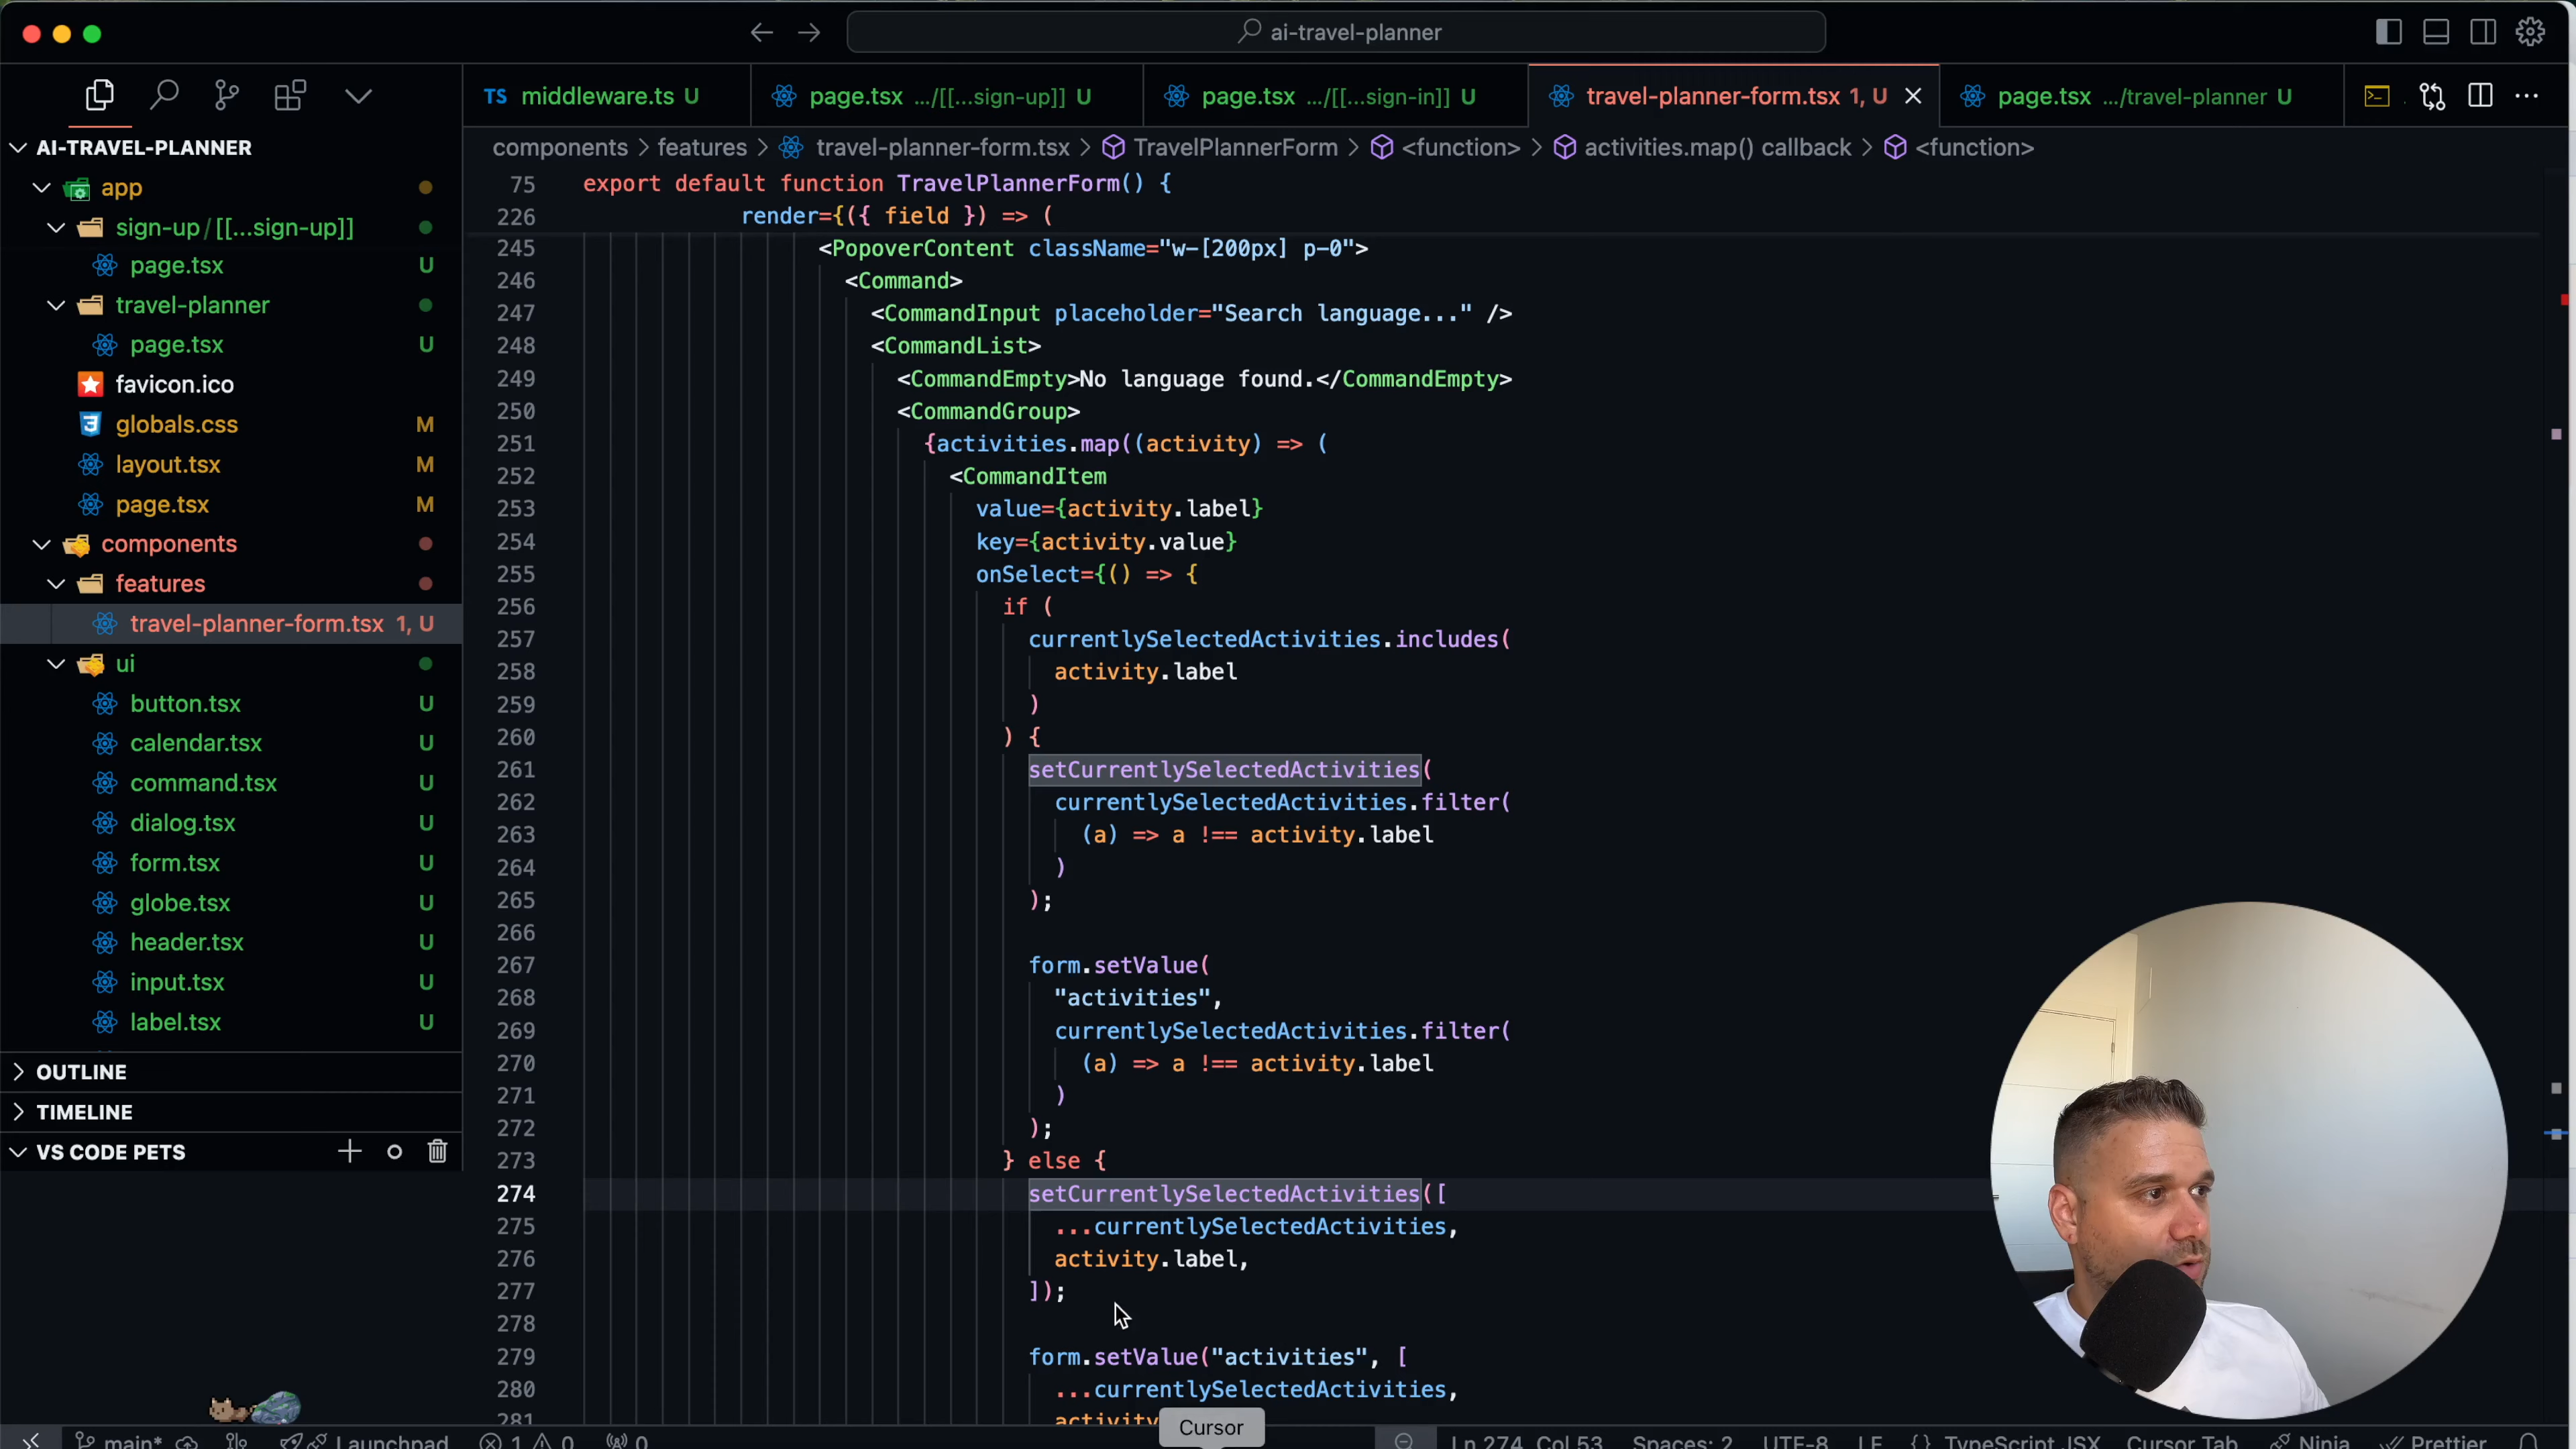 ai-travel-planner
TS middleware.ts U
page.tsx .../[[...sign-up]] U
page.tsx .../[[...sign-in]] U
travel-planner-form.tsx 1, U
page.tsx .../travel-planner U
AI-TRAVEL-PLANNER
app
sign-up/[[...sign-up]]
page.tsx U
travel-planner
page.tsx U
favicon.ico
globals.css M
layout.tsx M
page.tsx M
components
features
travel-planner-form.tsx 1, U
ui
button.tsx U
calendar.tsx U
command.tsx U
dialog.tsx U
form.tsx U
globe.tsx U
header.tsx U
input.tsx U
label.tsx U
OUTLINE
TIMELINE
VS CODE PETS
components > features > travel-planner-form.tsx > TravelPlannerForm > <function> > activities.map() callback > <function>
75 export default function TravelPlannerForm() {
226 render={({ field }) => (
245 <PopoverContent className="w-[200px] p-0">
246 <Command>
247 <CommandInput placeholder="Search language..." />
248 <CommandList>
249 <CommandEmpty>No language found.</CommandEmpty>
250 <CommandGroup>
251 {activities.map((activity) => (
252 <CommandItem
253 value={activity.label}
254 key={activity.value}
255 onSelect={() => {
256 if (
257 currentlySelectedActivities.includes(
258 activity.label
259 )
260 ) {
261 setCurrentlySelectedActivities(
262 currentlySelectedActivities.filter(
263 (a) => a !== activity.label
264 )
265 );
266
267 form.setValue(
268 "activities",
269 currentlySelectedActivities.filter(
270 (a) => a !== activity.label
271 )
272 );
273 } else {
274 setCurrentlySelectedActivities([
275 ...currentlySelectedActivities,
276 activity.label,
277 ]);
278
279 form.setValue("activities", [
280 ...currentlySelectedActivities,
281
Cursor
main* Launchpad 1 0 0 Ln 274, Col 53 Spaces: 2 UTF-8 LF {} TypeScript JSX Cursor Tab Ninja Prettier